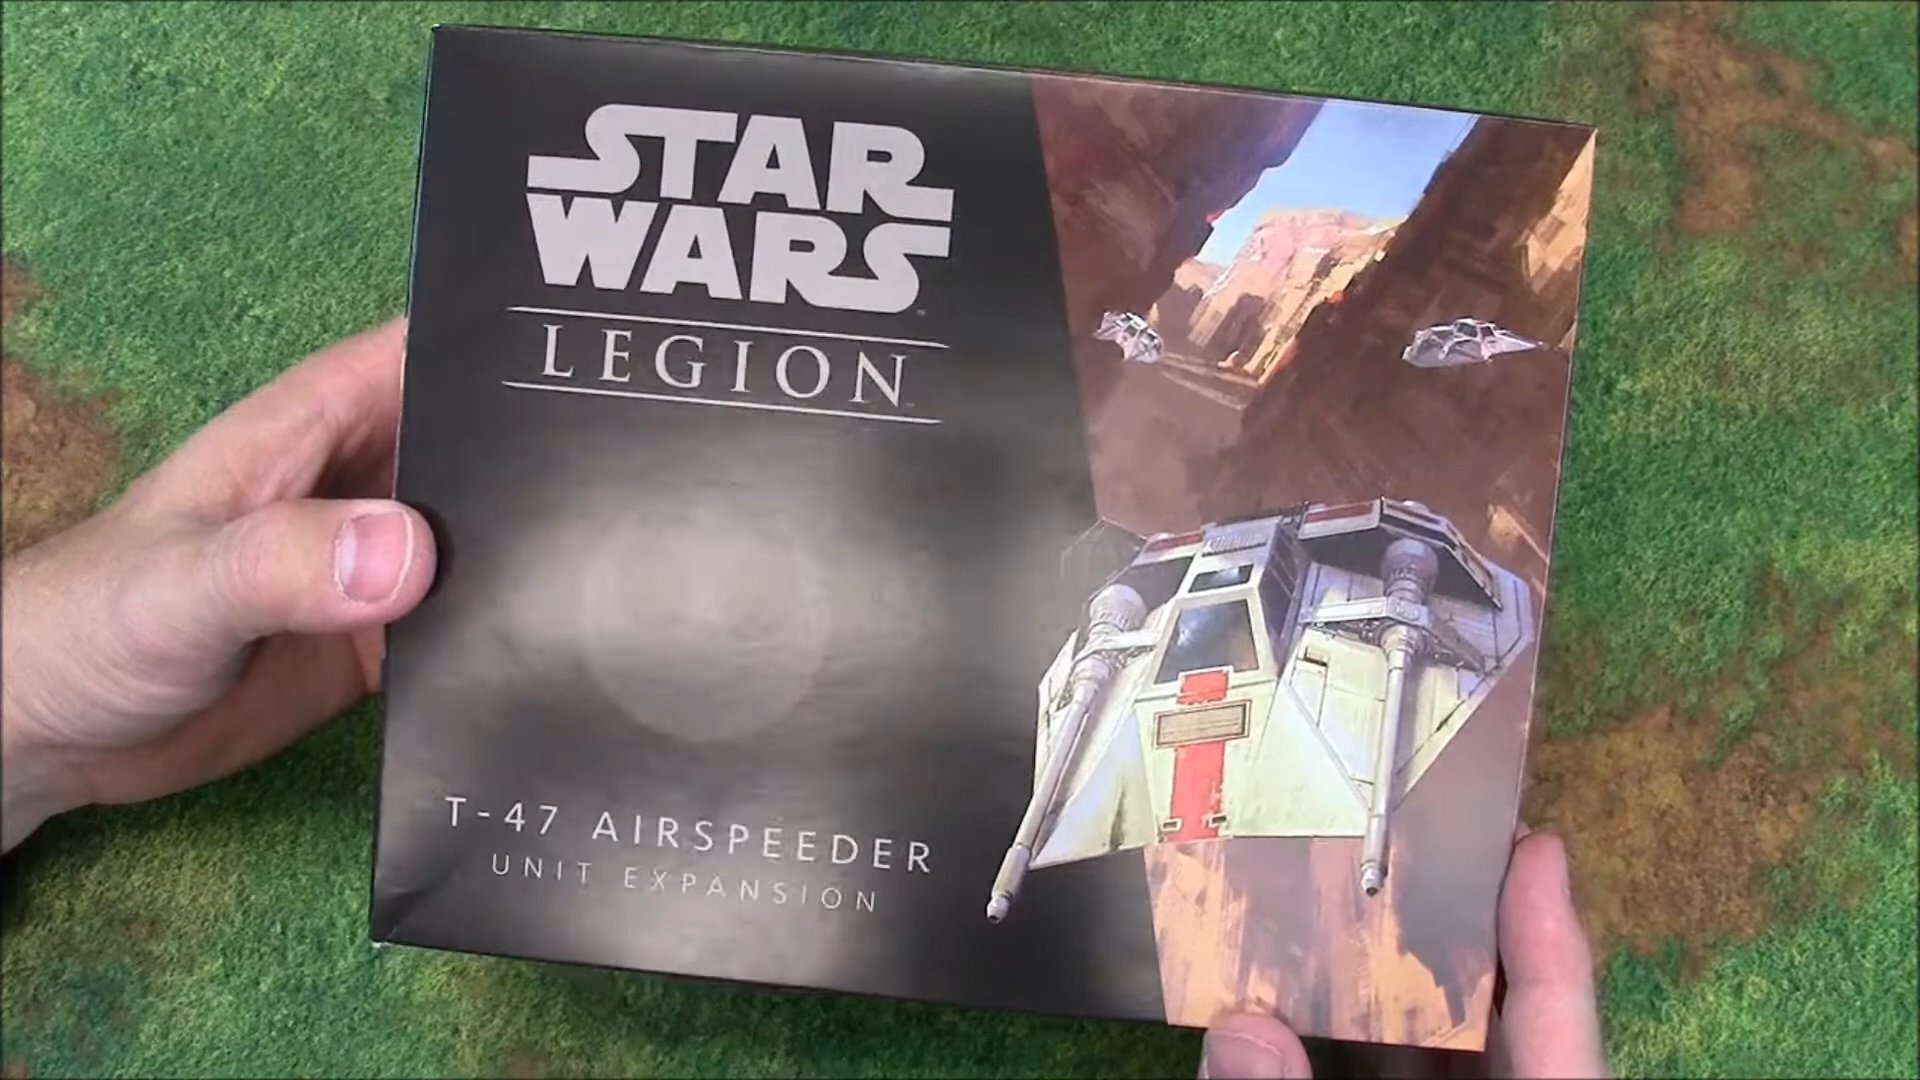 STAR
WARS
LEGION
T-47 AIRSPEEDER
UNIT EXPANSION